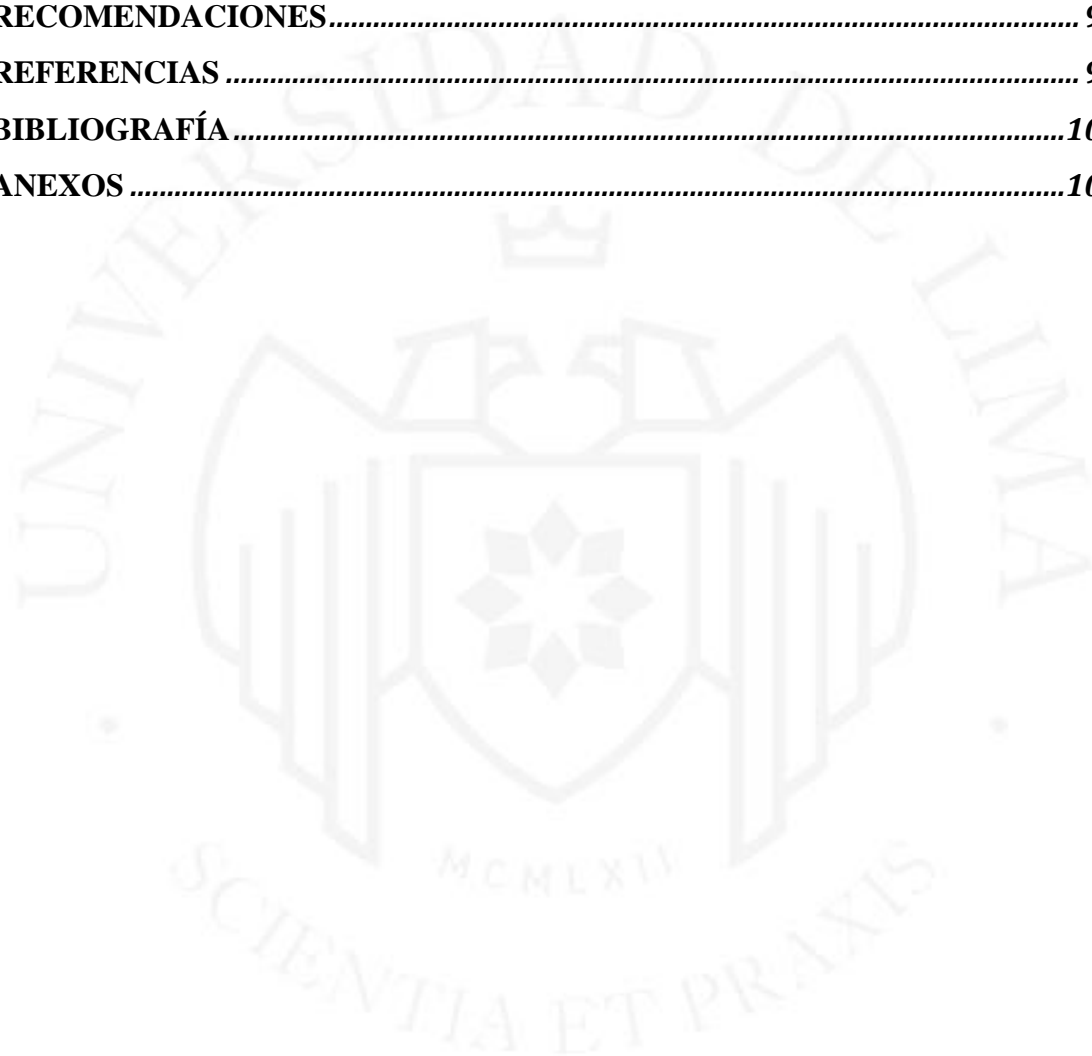 RECOMENDACIONES.......... 9
REFERENCIAS .......... 9
BIBLIOGRAFÍA..........10
ANEXOS ..........10
UNIVERSIDAD DE LIMA
MCMLXII
SCIENTIA ET PRAXIS